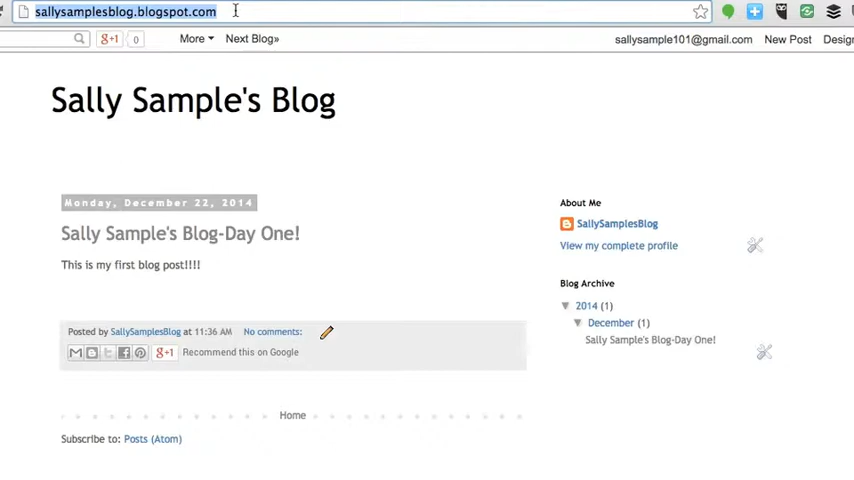 sallysamplesblog.blogspot.com
g+1 0 More Next Blog» sallysample101@gmail.com New Post Design
Sally Sample's Blog
Monday, December 22, 2014
Sally Sample's Blog-Day One!
This is my first blog post!!!!
Posted by SallySamplesBlog at 11:36 AM No comments:
g+1 Recommend this on Google
Home
Subscribe to: Posts (Atom)
About Me
SallySamplesBlog
View my complete profile
Blog Archive
▼ 2014 (1)
▼ December (1)
Sally Sample's Blog-Day One!